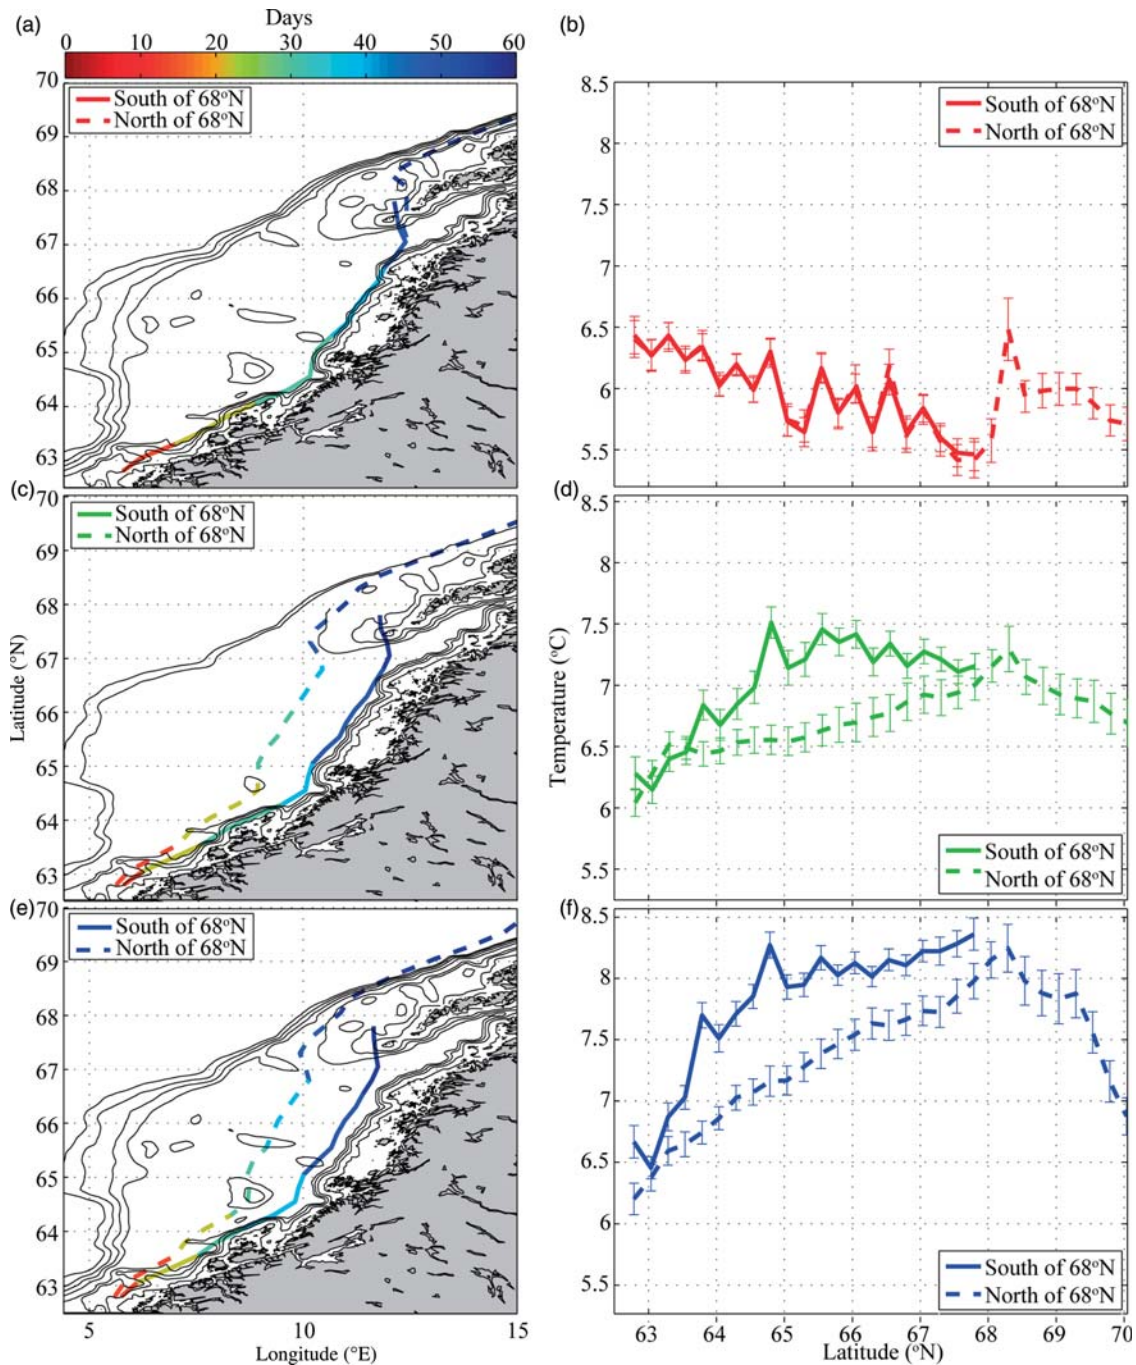 (a)
Days
0 10 20 30 40 50 60
South of 68°N
North of 68°N
70
69
68
67
66
65
64
63
(b)
8.5
8
7.5
7
6.5
6
5.5
South of 68°N
North of 68°N
(c)
70
69
68
67
66
65
64
63
South of 68°N
North of 68°N
Latitude (°N)
(d)
8.5
8
7.5
7
6.5
6
5.5
Temperature (°C)
South of 68°N
North of 68°N
(e)
70
69
68
67
66
65
64
63
South of 68°N
North of 68°N
5 10 15
Longitude (°E)
(f)
8.5
8
7.5
7
6.5
6
5.5
South of 68°N
North of 68°N
63 64 65 66 67 68 69 70
Latitude (°N)